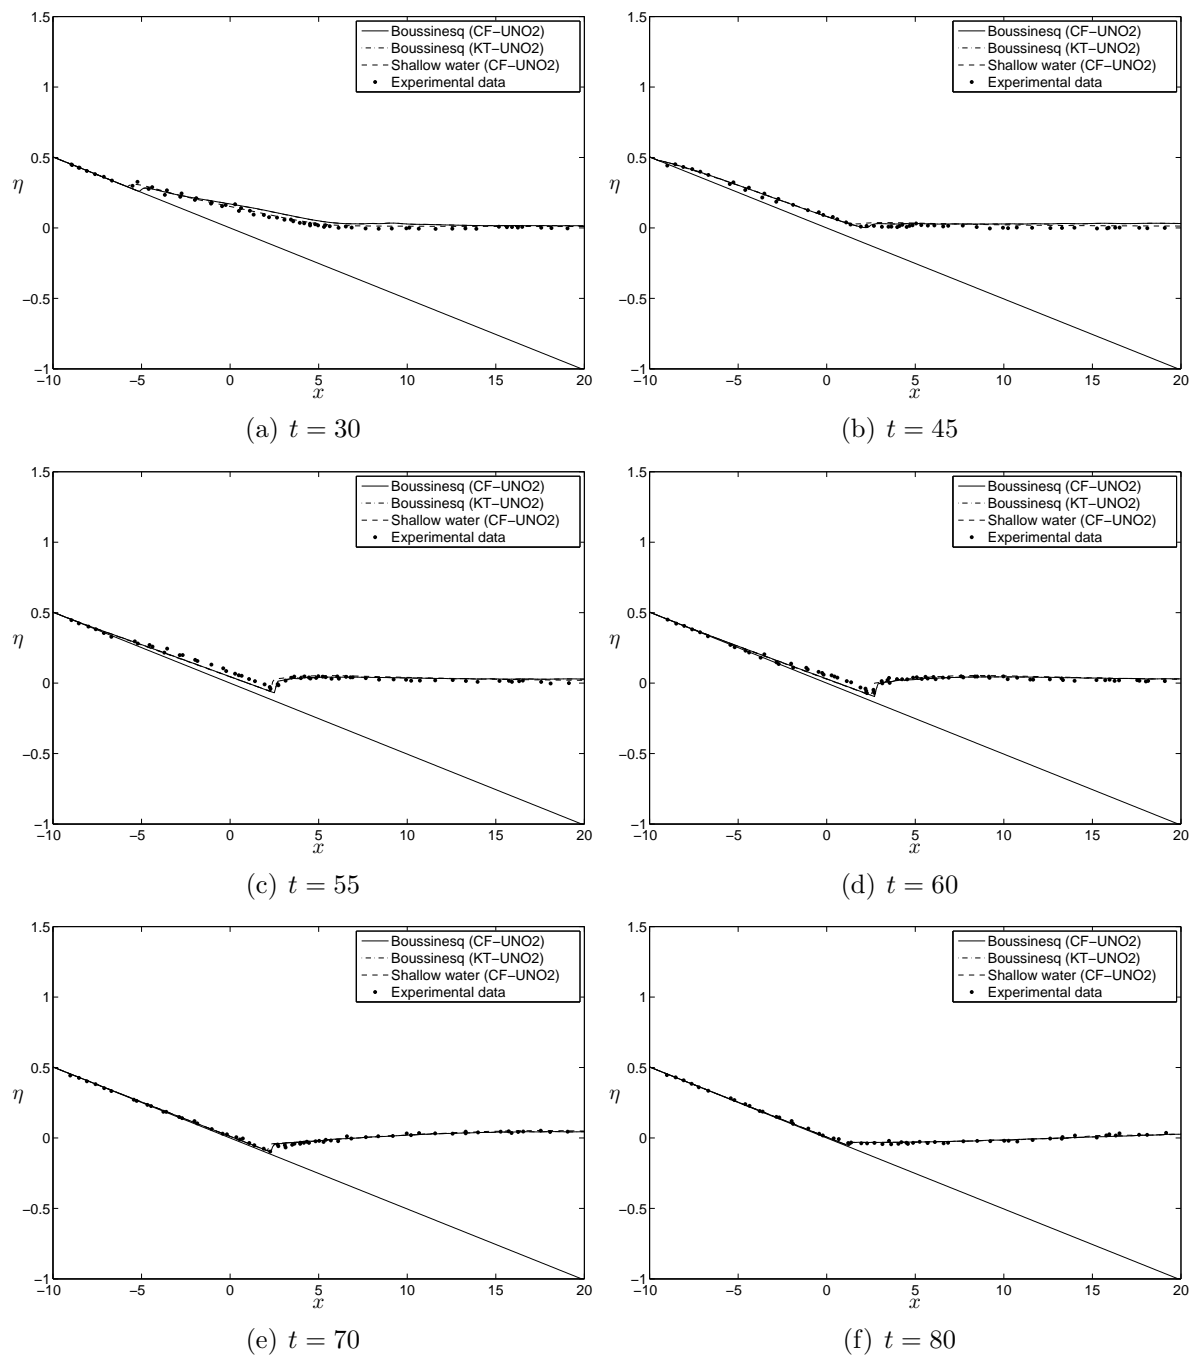 1.5
1
0.5
0
−0.5
−1
η
−10 −5 0 5 10 15 20
x
Boussinesq (CF−UNO2)
Boussinesq (KT−UNO2)
Shallow water (CF−UNO2)
Experimental data
(a) t = 30
1.5
1
0.5
0
−0.5
−1
η
−10 −5 0 5 10 15 20
x
Boussinesq (CF−UNO2)
Boussinesq (KT−UNO2)
Shallow water (CF−UNO2)
Experimental data
(b) t = 45
1.5
1
0.5
0
−0.5
−1
η
−10 −5 0 5 10 15 20
x
Boussinesq (CF−UNO2)
Boussinesq (KT−UNO2)
Shallow water (CF−UNO2)
Experimental data
(c) t = 55
1.5
1
0.5
0
−0.5
−1
η
−10 −5 0 5 10 15 20
x
Boussinesq (CF−UNO2)
Boussinesq (KT−UNO2)
Shallow water (CF−UNO2)
Experimental data
(d) t = 60
1.5
1
0.5
0
−0.5
−1
η
−10 −5 0 5 10 15 20
x
Boussinesq (CF−UNO2)
Boussinesq (KT−UNO2)
Shallow water (CF−UNO2)
Experimental data
(e) t = 70
1.5
1
0.5
0
−0.5
−1
η
−10 −5 0 5 10 15 20
x
Boussinesq (CF−UNO2)
Boussinesq (KT−UNO2)
Shallow water (CF−UNO2)
Experimental data
(f) t = 80